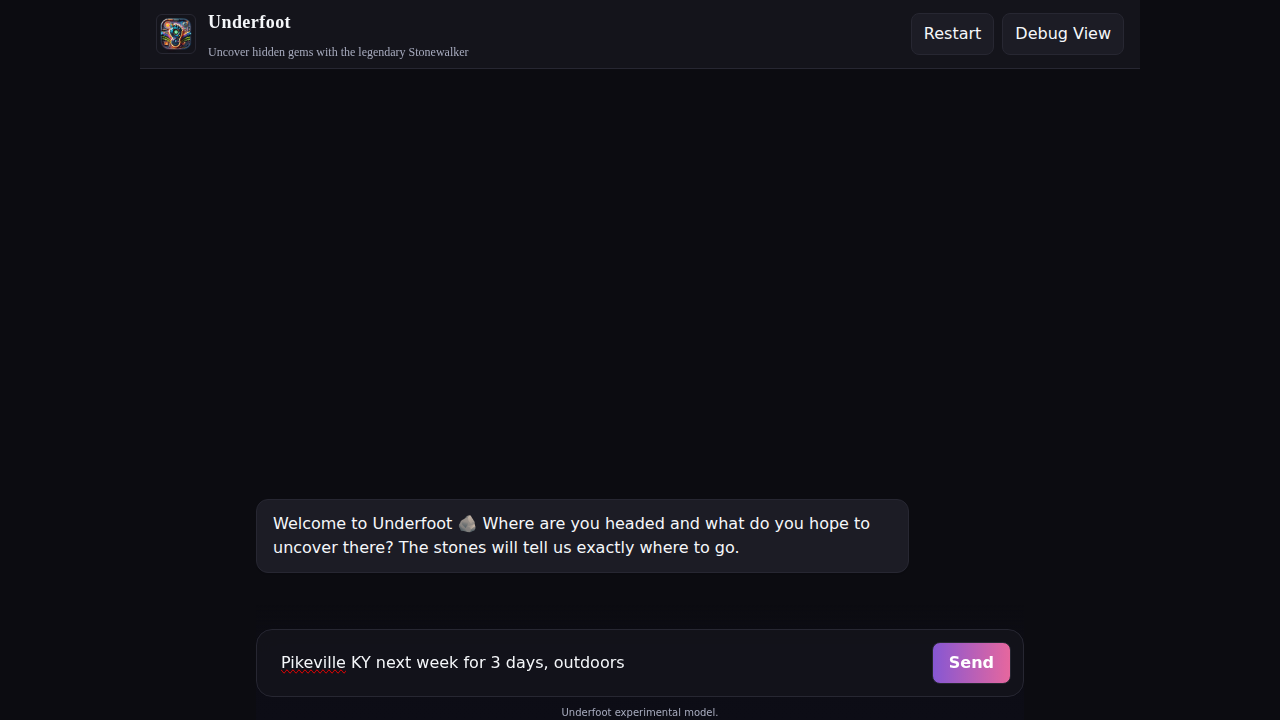 Underfoot
Uncover hidden gems with the legendary Stonewalker
Restart
Debug View
Welcome to Underfoot 🪨 Where are you headed and what do you hope to
uncover there? The stones will tell us exactly where to go.
Pikeville KY next week for 3 days, outdoors
Send
Underfoot experimental model.